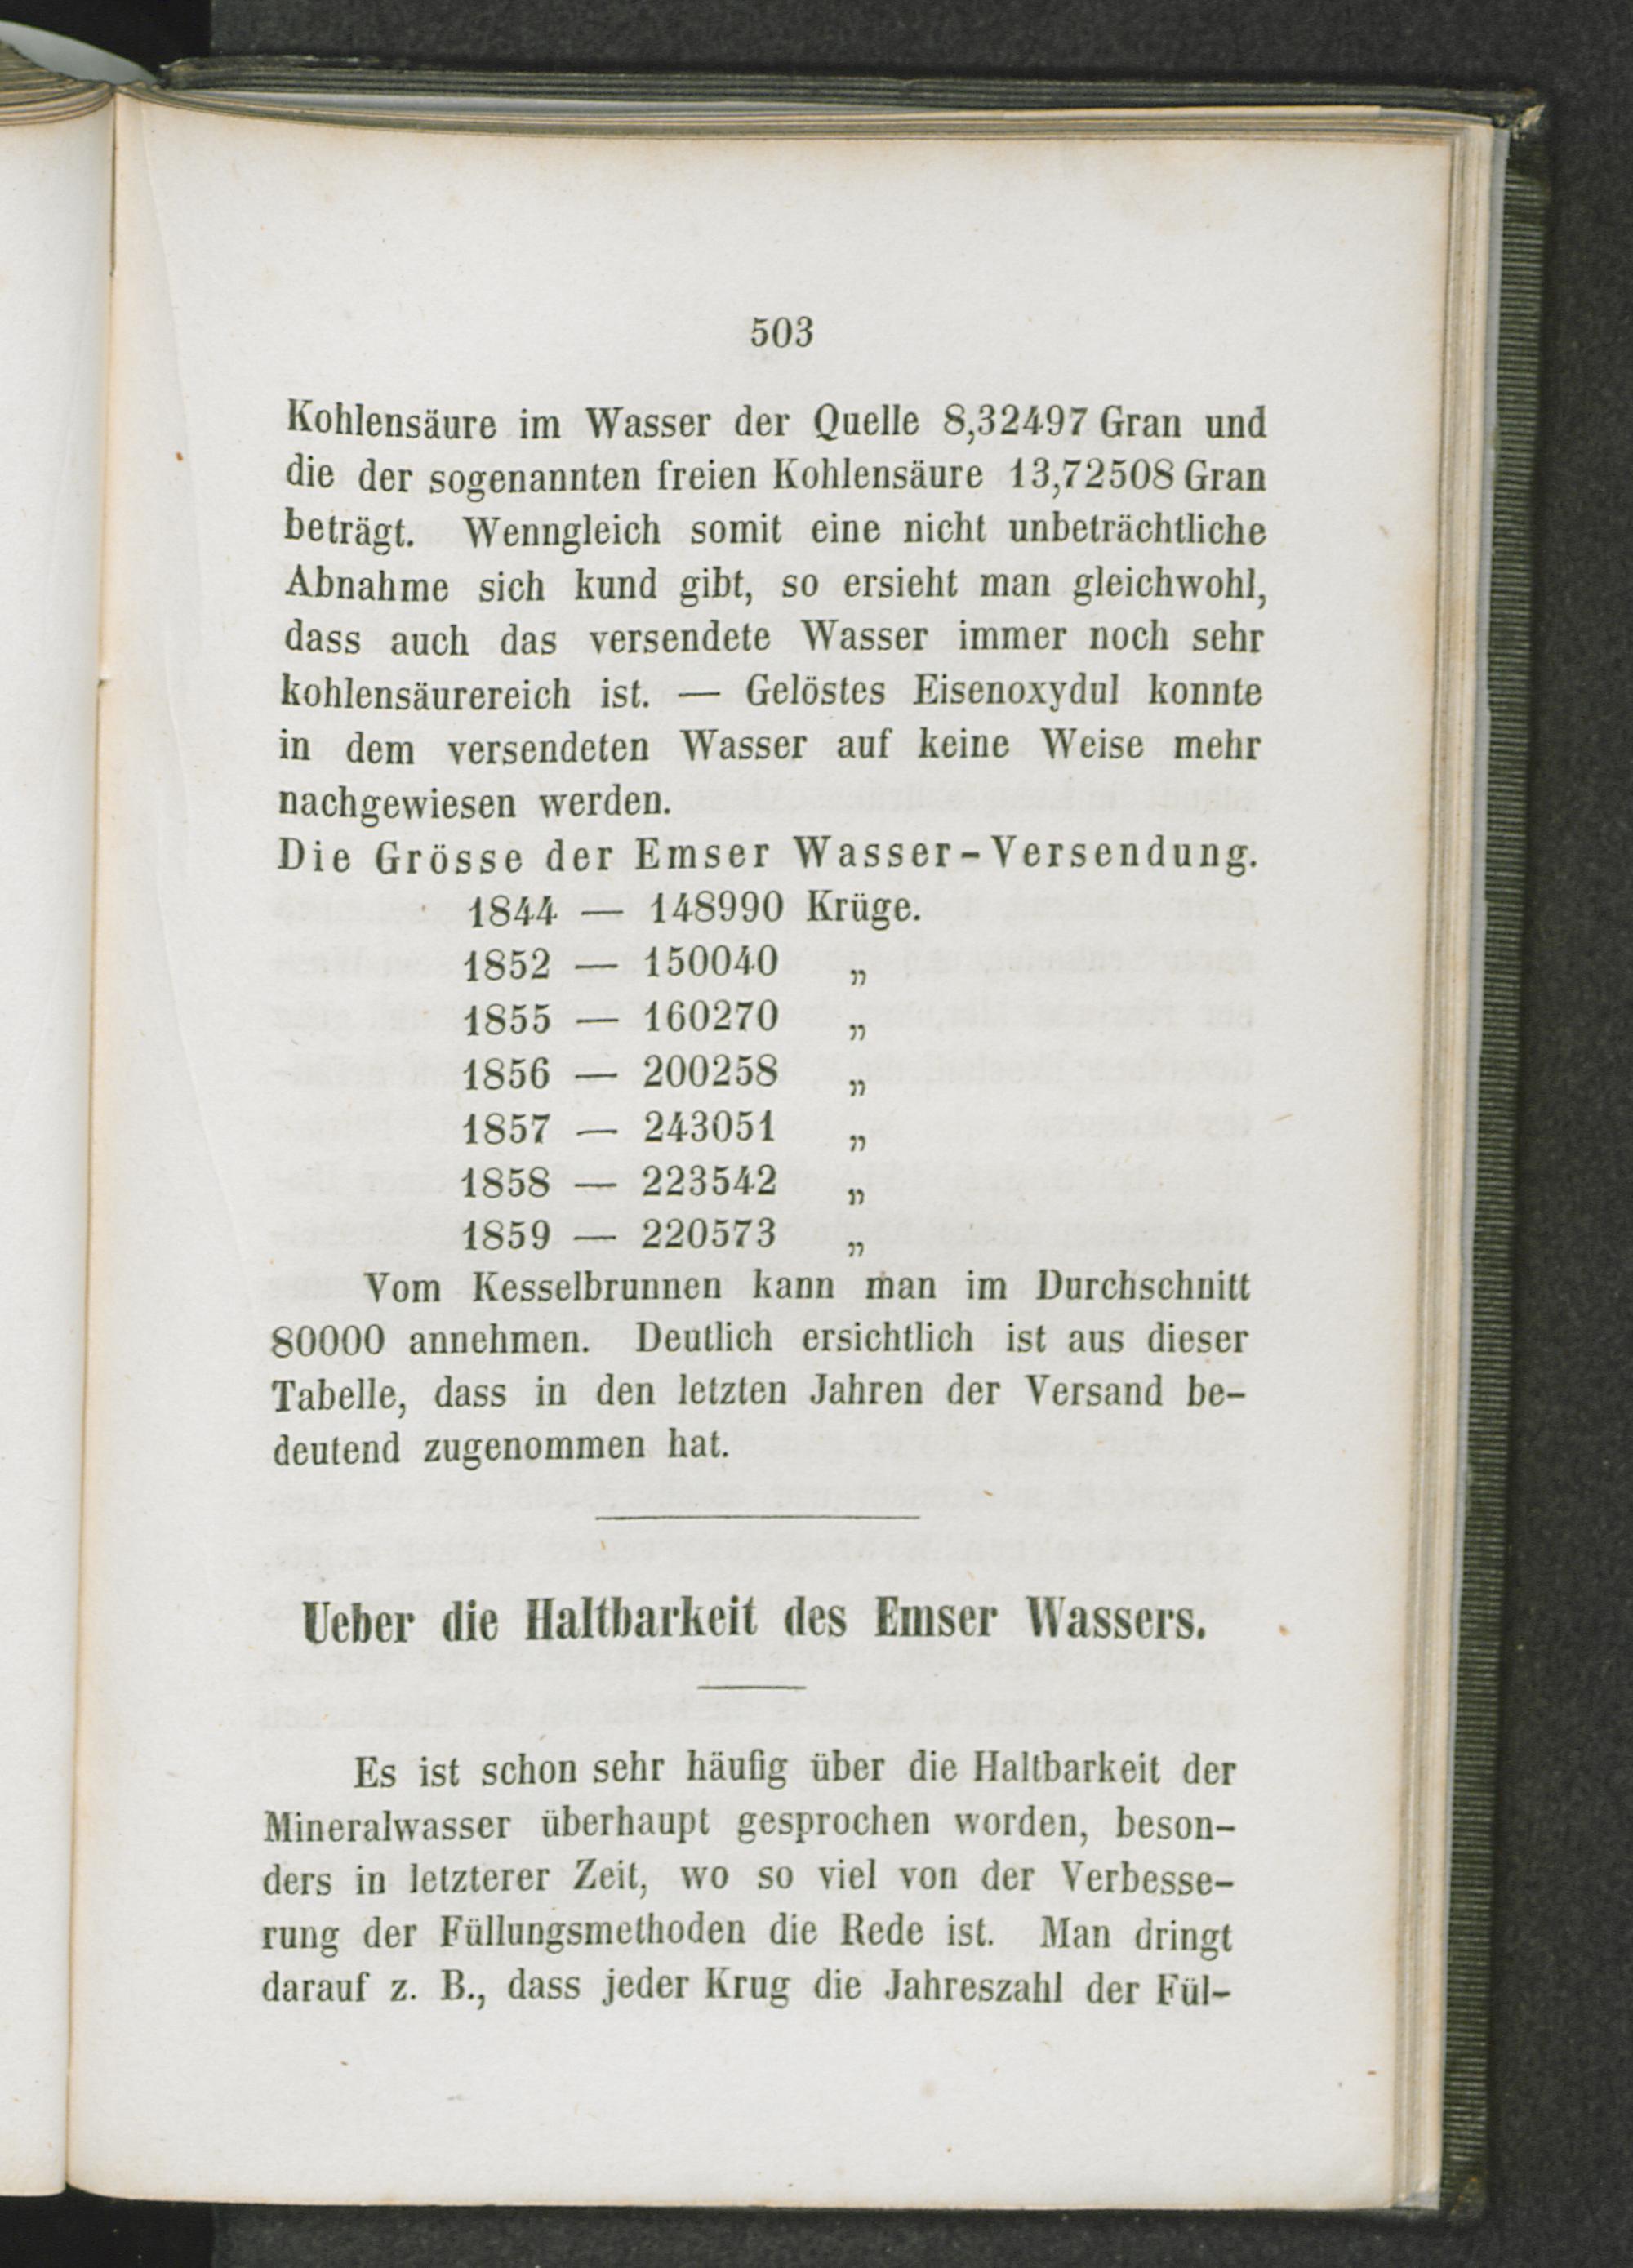 503
Kohlensäure im Wasser der Quelle 8,32497 Gran und
die der sogenannten freien Kohlensäure 13,72508 Gran
beträgt. Wenngleich somit eine nicht unbeträchtliche
Abnahme sich kund gibt, so ersieht man gleichwohl,
dass auch das versendete Wasser immer noch sehr
kohlensäurereich ist. — Gelöstes Eisenoxydul konnte
in dem versendeten Wasser auf keine Weise mehr
nachgewiesen werden.
Die Grösse der Emser Wasser-Versendung.
1844 — 148990 Krüge.
1852 — 150040 „
1855 — 160270 „
1856 — 200258 „
1857 — 243051 „
1858 — 223542 „
1859 — 220573 „
Vom Kesselbrunnen kann man im Durchschnitt
80000 annehmen. Deutlich ersichtlich ist aus dieser
Tabelle, dass in den letzten Jahren der Versand be-
deutend zugenommen hat.
Ueber die Haltbarkeit des Emser Wassers.
Es ist schon sehr häufig über die Haltbarkeit der
Mineralwasser überhaupt gesprochen worden, beson-
ders in letzterer Zeit, wo so viel von der Verbesse-
rung der Füllungsmethoden die Rede ist. Man dringt
darauf z. B., dass jeder Krug die Jahreszahl der Fül-